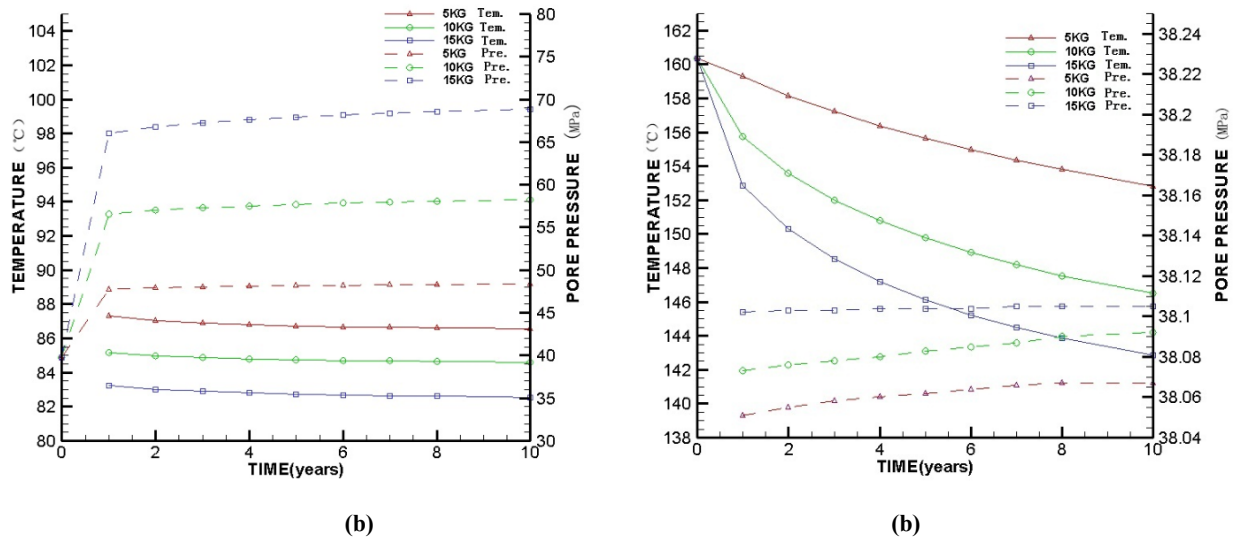 5KG Tem.
10KG Tem.
15KG Tem.
5KG Pre.
10KG Pre.
15KG Pre.
TEMPERATURE (℃)
104
102
100
98
96
94
92
90
88
86
84
82
80
PORE PRESSURE (MPa)
80
75
70
65
60
55
50
45
40
35
30
0 2 4 6 8 10
TIME(years)
(b)
5KG Tem.
10KG Tem.
15KG Tem.
5KG Pre.
10KG Pre.
15KG Pre.
TEMPERATURE (℃)
162
160
158
156
154
152
150
148
146
144
142
140
138
PORE PRESSURE (MPa)
38.24
38.22
38.2
38.18
38.16
38.14
38.12
38.1
38.08
38.06
38.04
0 2 4 6 8 10
TIME(years)
(b)